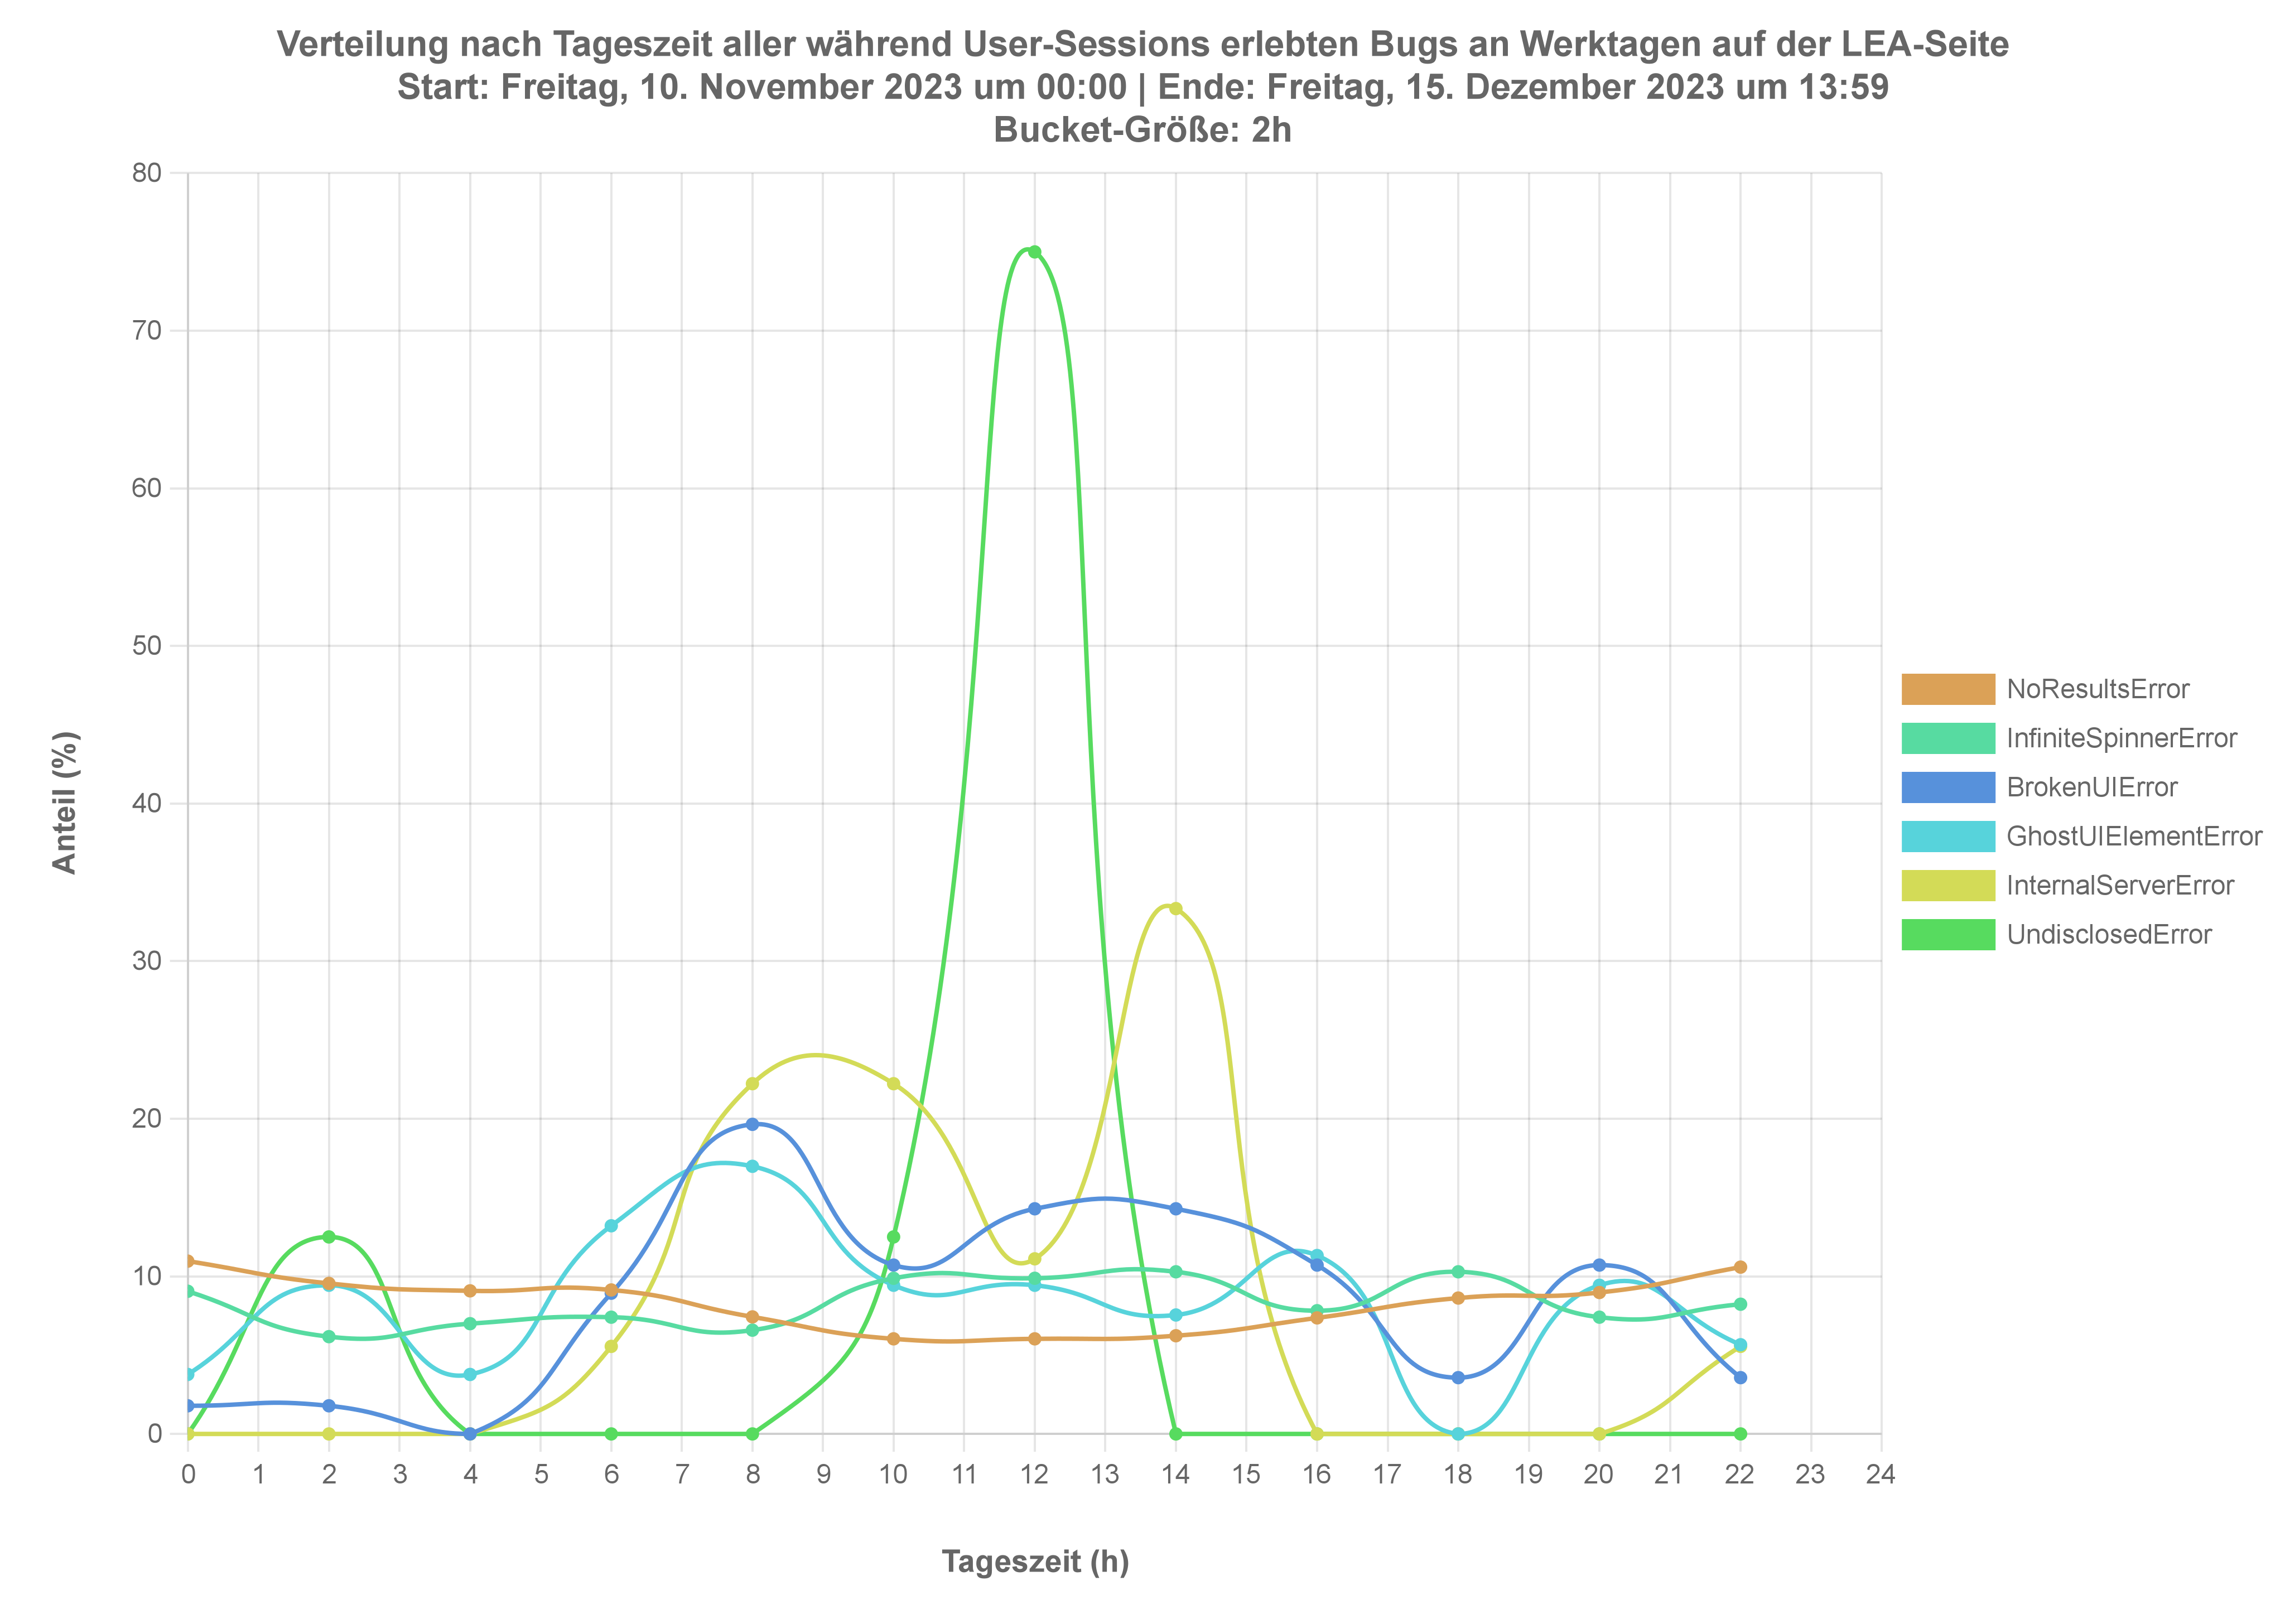 Verteilung nach Tageszeit aller während User-Sessions erlebten Bugs an Werktagen auf der LEA-Seite
Start: Freitag, 10. November 2023 um 00:00 | Ende: Freitag, 15. Dezember 2023 um 13:59
Bucket-Größe: 2h
80
70
60
50
40
30
20
10
0
Anteil (%)
0 1 2 3 4 5 6 7 8 9 10 11 12 13 14 15 16 17 18 19 20 21 22 23 24
Tageszeit (h)
NoResultsError
InfiniteSpinnerError
BrokenUIError
GhostUIElementError
InternalServerError
UndisclosedError